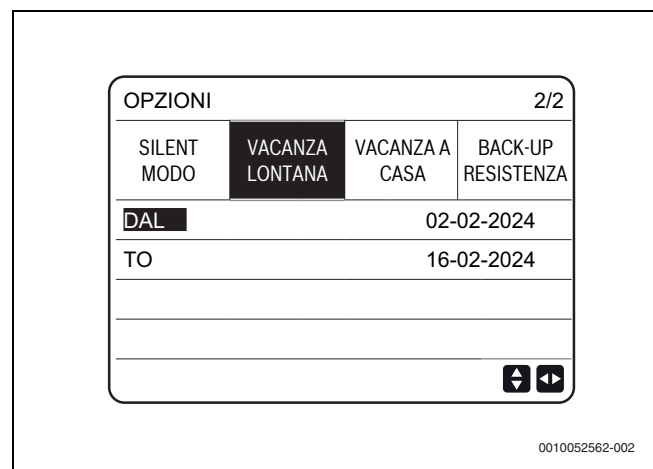 OPZIONI 2/2
SILENT MODO
VACANZA LONTANA
VACANZA A CASA
BACK-UP RESISTENZA
DAL 02-02-2024
TO 16-02-2024
0010052562-002